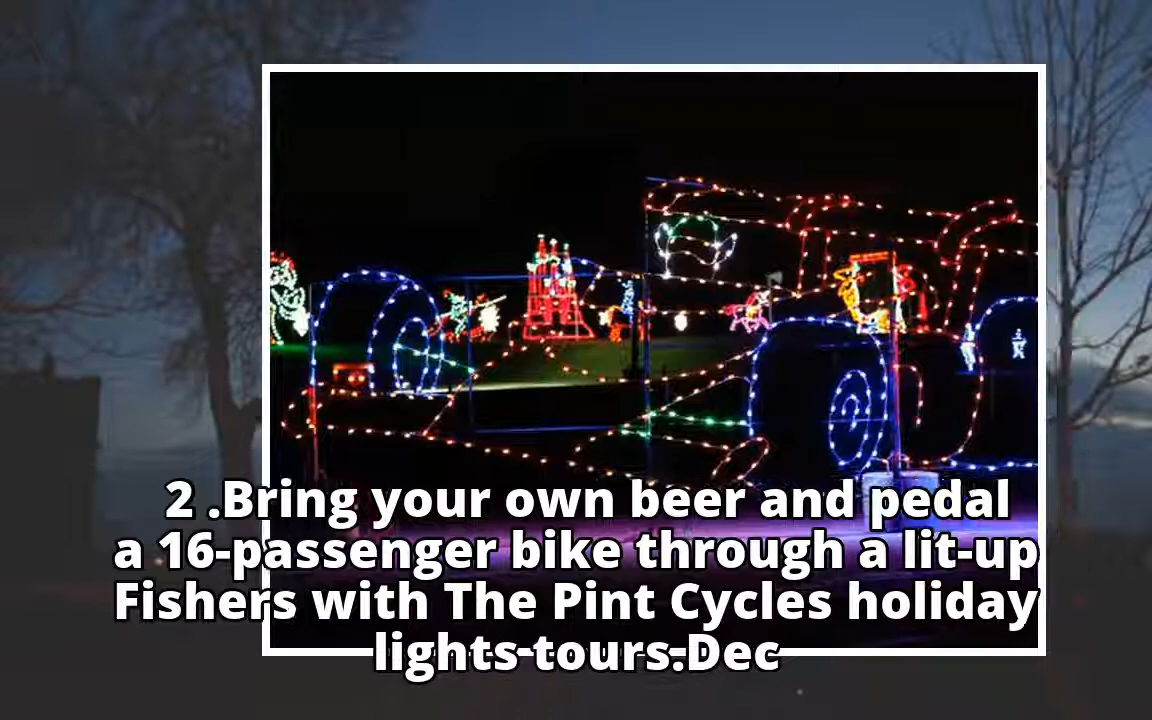 2 .Bring your own beer and pedal
a 16-passenger bike through a lit-up
Fishers with The Pint Cycles holiday
lights tours.Dec